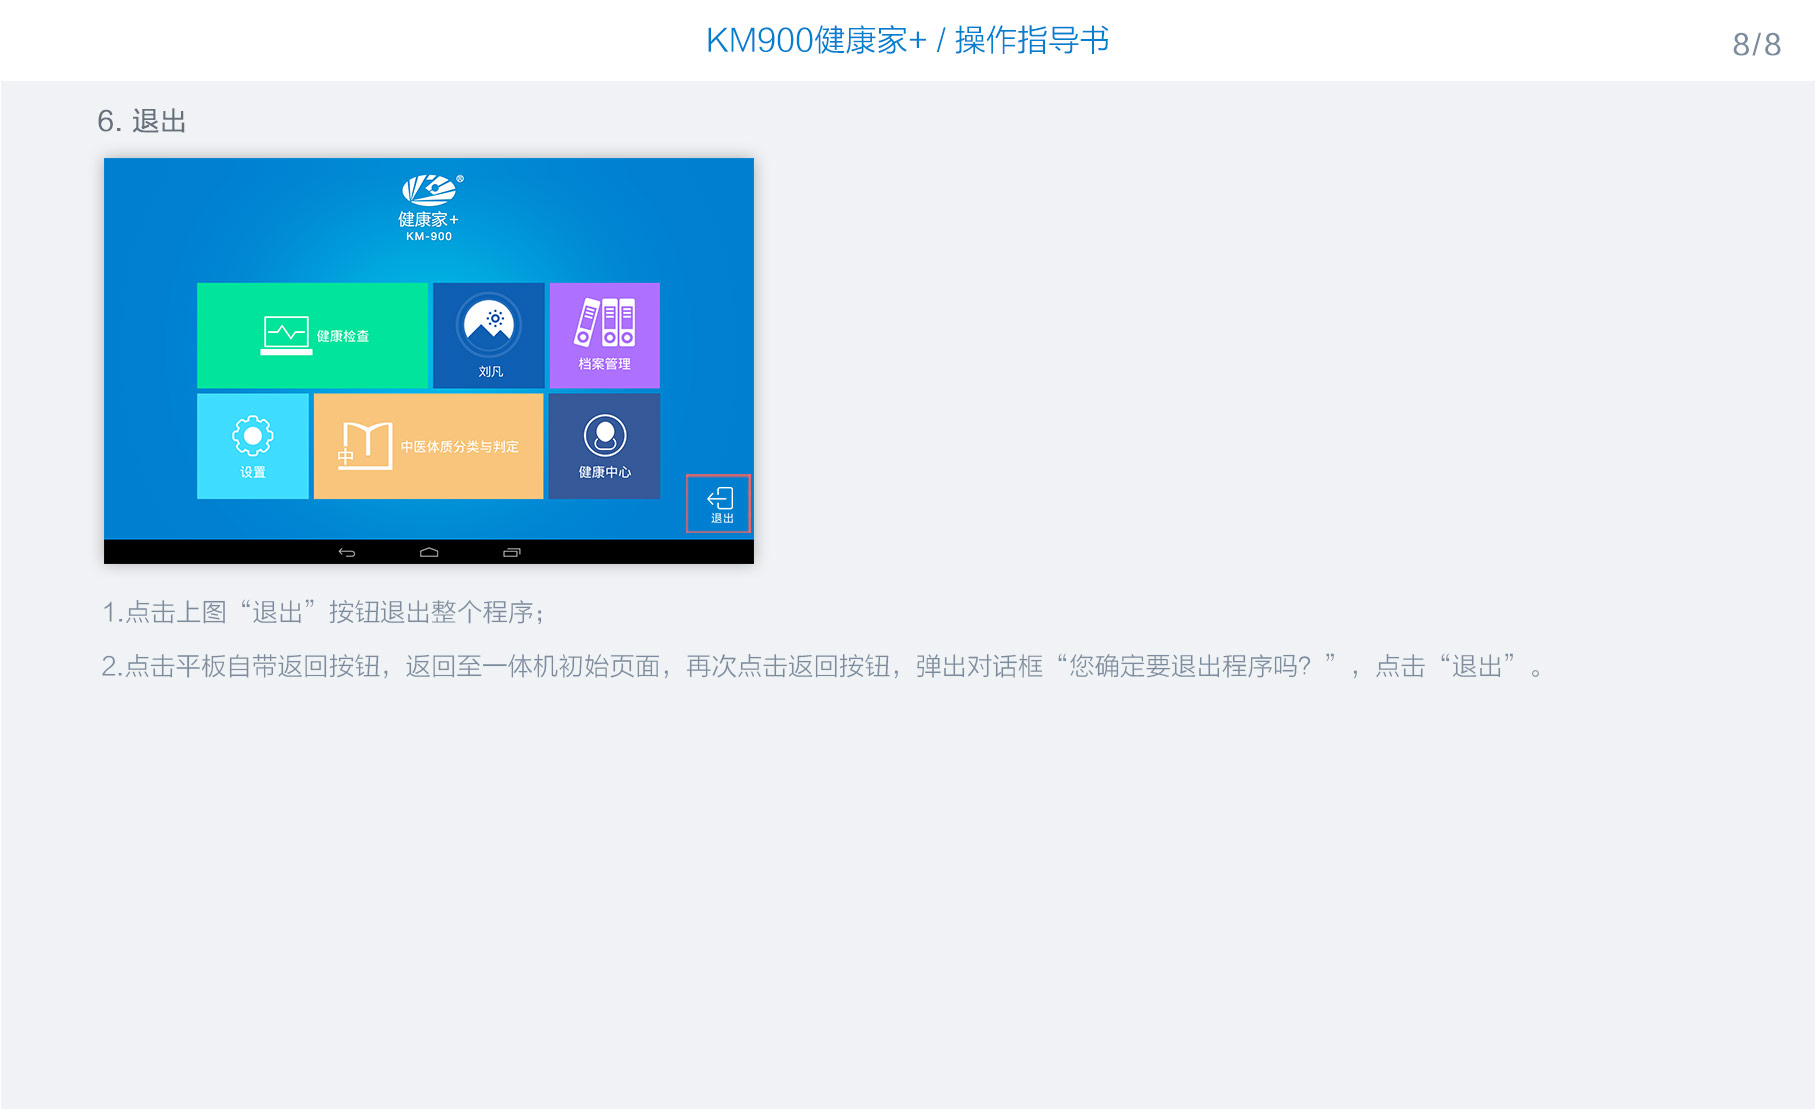 KM900健康家+ / 操作指导书
8/8
6. 退出
®
健康家+
KM-900
健康检查
刘凡
档案管理
设置
中
中医体质分类与判定
健康中心
退出
1.点击上图“退出”按钮退出整个程序；
2.点击平板自带返回按钮，返回至一体机初始页面，再次点击返回按钮，弹出对话框“您确定要退出程序吗？”，点击“退出”。